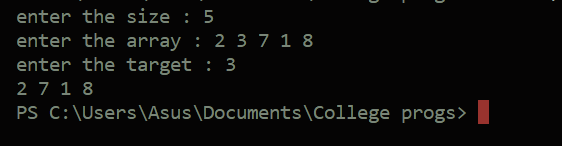 enter the size : 5
enter the array : 2 3 7 1 8
enter the target : 3
2 7 1 8
PS C:\Users\Asus\Documents\College progs>